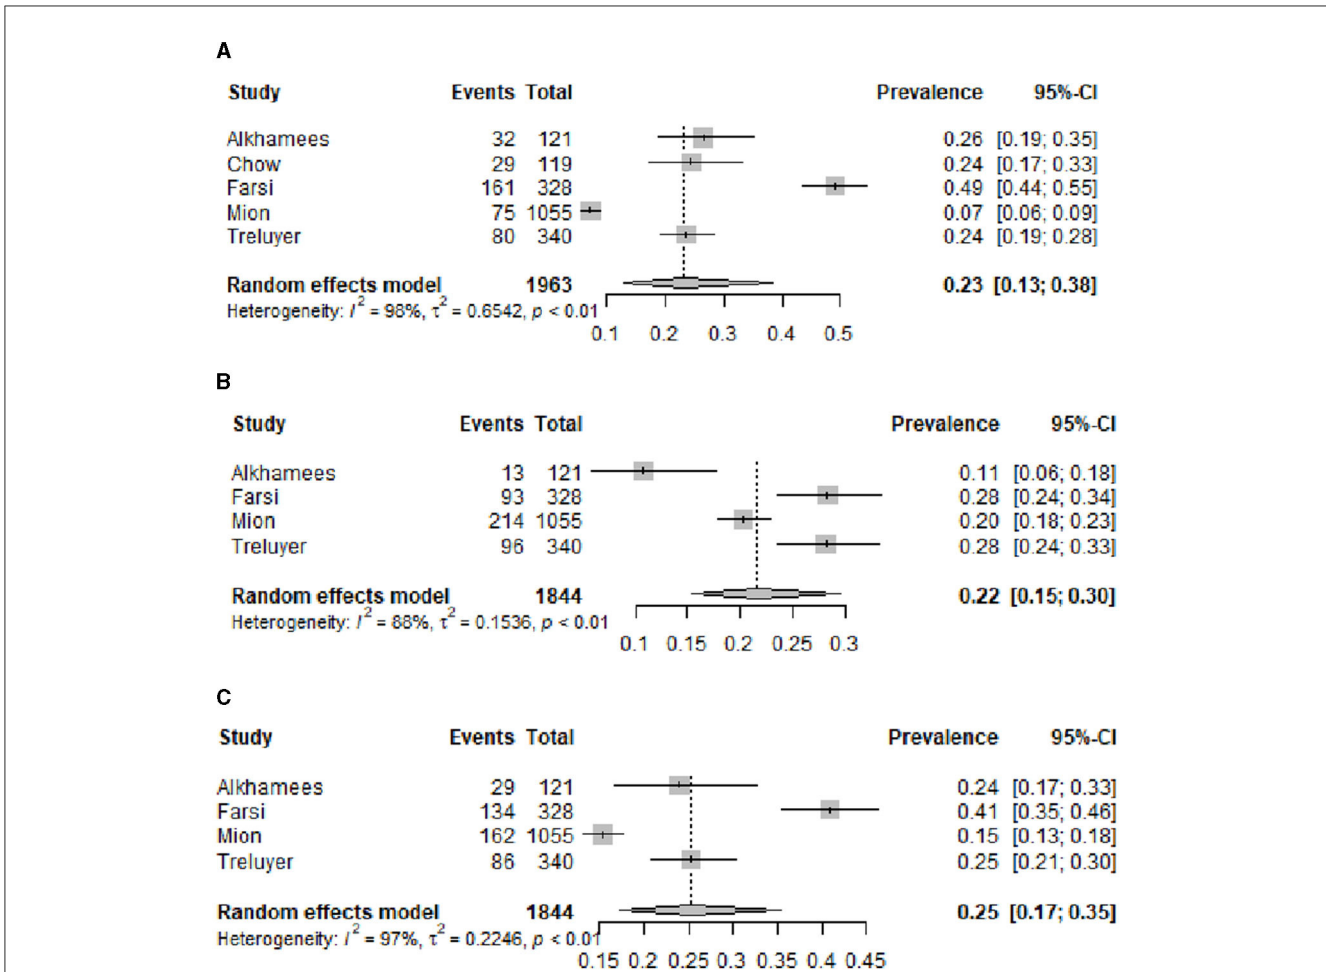 A
Study Events Total Prevalence 95%-CI
Alkhamees 32 121 0.26 [0.19; 0.35]
Chow 29 119 0.24 [0.17; 0.33]
Farsi 161 328 0.49 [0.44; 0.55]
Mion 75 1055 0.07 [0.06; 0.09]
Treluyer 80 340 0.24 [0.19; 0.28]
Random effects model 1963 0.23 [0.13; 0.38]
Heterogeneity: I² = 98%, τ² = 0.6542, p < 0.01
0.1 0.2 0.3 0.4 0.5
B
Study Events Total Prevalence 95%-CI
Alkhamees 13 121 0.11 [0.06; 0.18]
Farsi 93 328 0.28 [0.24; 0.34]
Mion 214 1055 0.20 [0.18; 0.23]
Treluyer 96 340 0.28 [0.24; 0.33]
Random effects model 1844 0.22 [0.15; 0.30]
Heterogeneity: I² = 88%, τ² = 0.1536, p < 0.01
0.1 0.15 0.2 0.25 0.3
C
Study Events Total Prevalence 95%-CI
Alkhamees 29 121 0.24 [0.17; 0.33]
Farsi 134 328 0.41 [0.35; 0.46]
Mion 162 1055 0.15 [0.13; 0.18]
Treluyer 86 340 0.25 [0.21; 0.30]
Random effects model 1844 0.25 [0.17; 0.35]
Heterogeneity: I² = 97%, τ² = 0.2246, p < 0.01
0.15 0.2 0.25 0.3 0.35 0.4 0.45